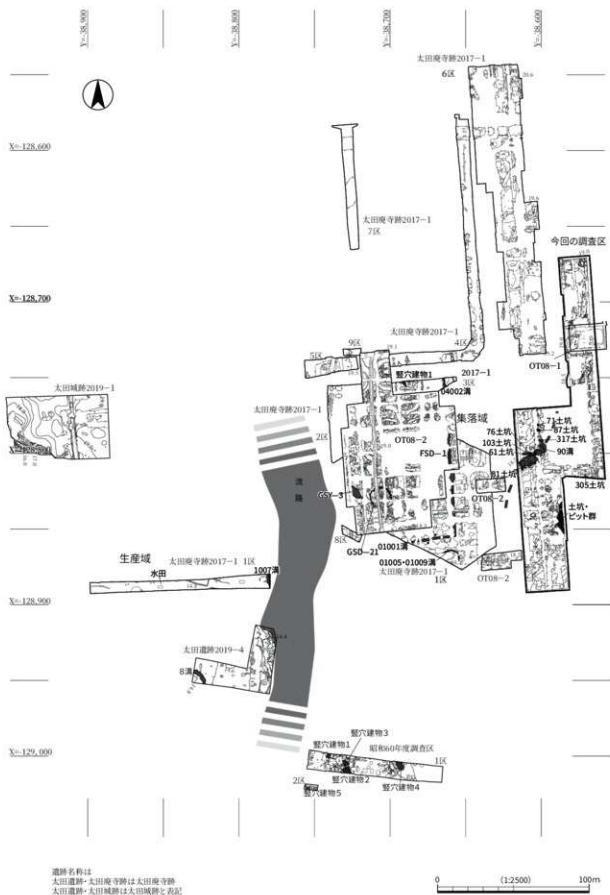 Y=-38,900
Y=-38,800
Y=-38,700
Y=-38,600
太田廃寺跡2017-1
6区
X=-128,600
太田廃寺跡2017-1
7区
今回の調査区
X=-128,700
太田廃寺跡2017-1
9区
4区
5区
OT08-1
竪穴建物1
2017-1
3区
04002溝
太田城跡2019-1
太田廃寺跡2017-1
2区
集落域
OT08-2
FSD-1
76土坑
103土坑
61土坑
81土坑
71土坑
87土坑
317土坑
90溝
305土坑
流路
GSY-3
OT08-2
土坑・
ピット群
8区
GSD-21
01001溝
01005・01009溝
太田廃寺跡2017-1
1区
OT08-2
生産域
太田廃寺跡2017-1 1区
水田
1007溝
X=-128,900
太田遺跡2019-4
8溝
X=-129,000
竪穴建物3
竪穴建物1
昭和60年度調査区
1区
竪穴建物2
竪穴建物4
2区
竪穴建物5
遺跡名称は
太田遺跡・太田廃寺跡は太田廃寺跡
太田遺跡・太田城跡は太田城跡と表記
0
(1:2500)
100m